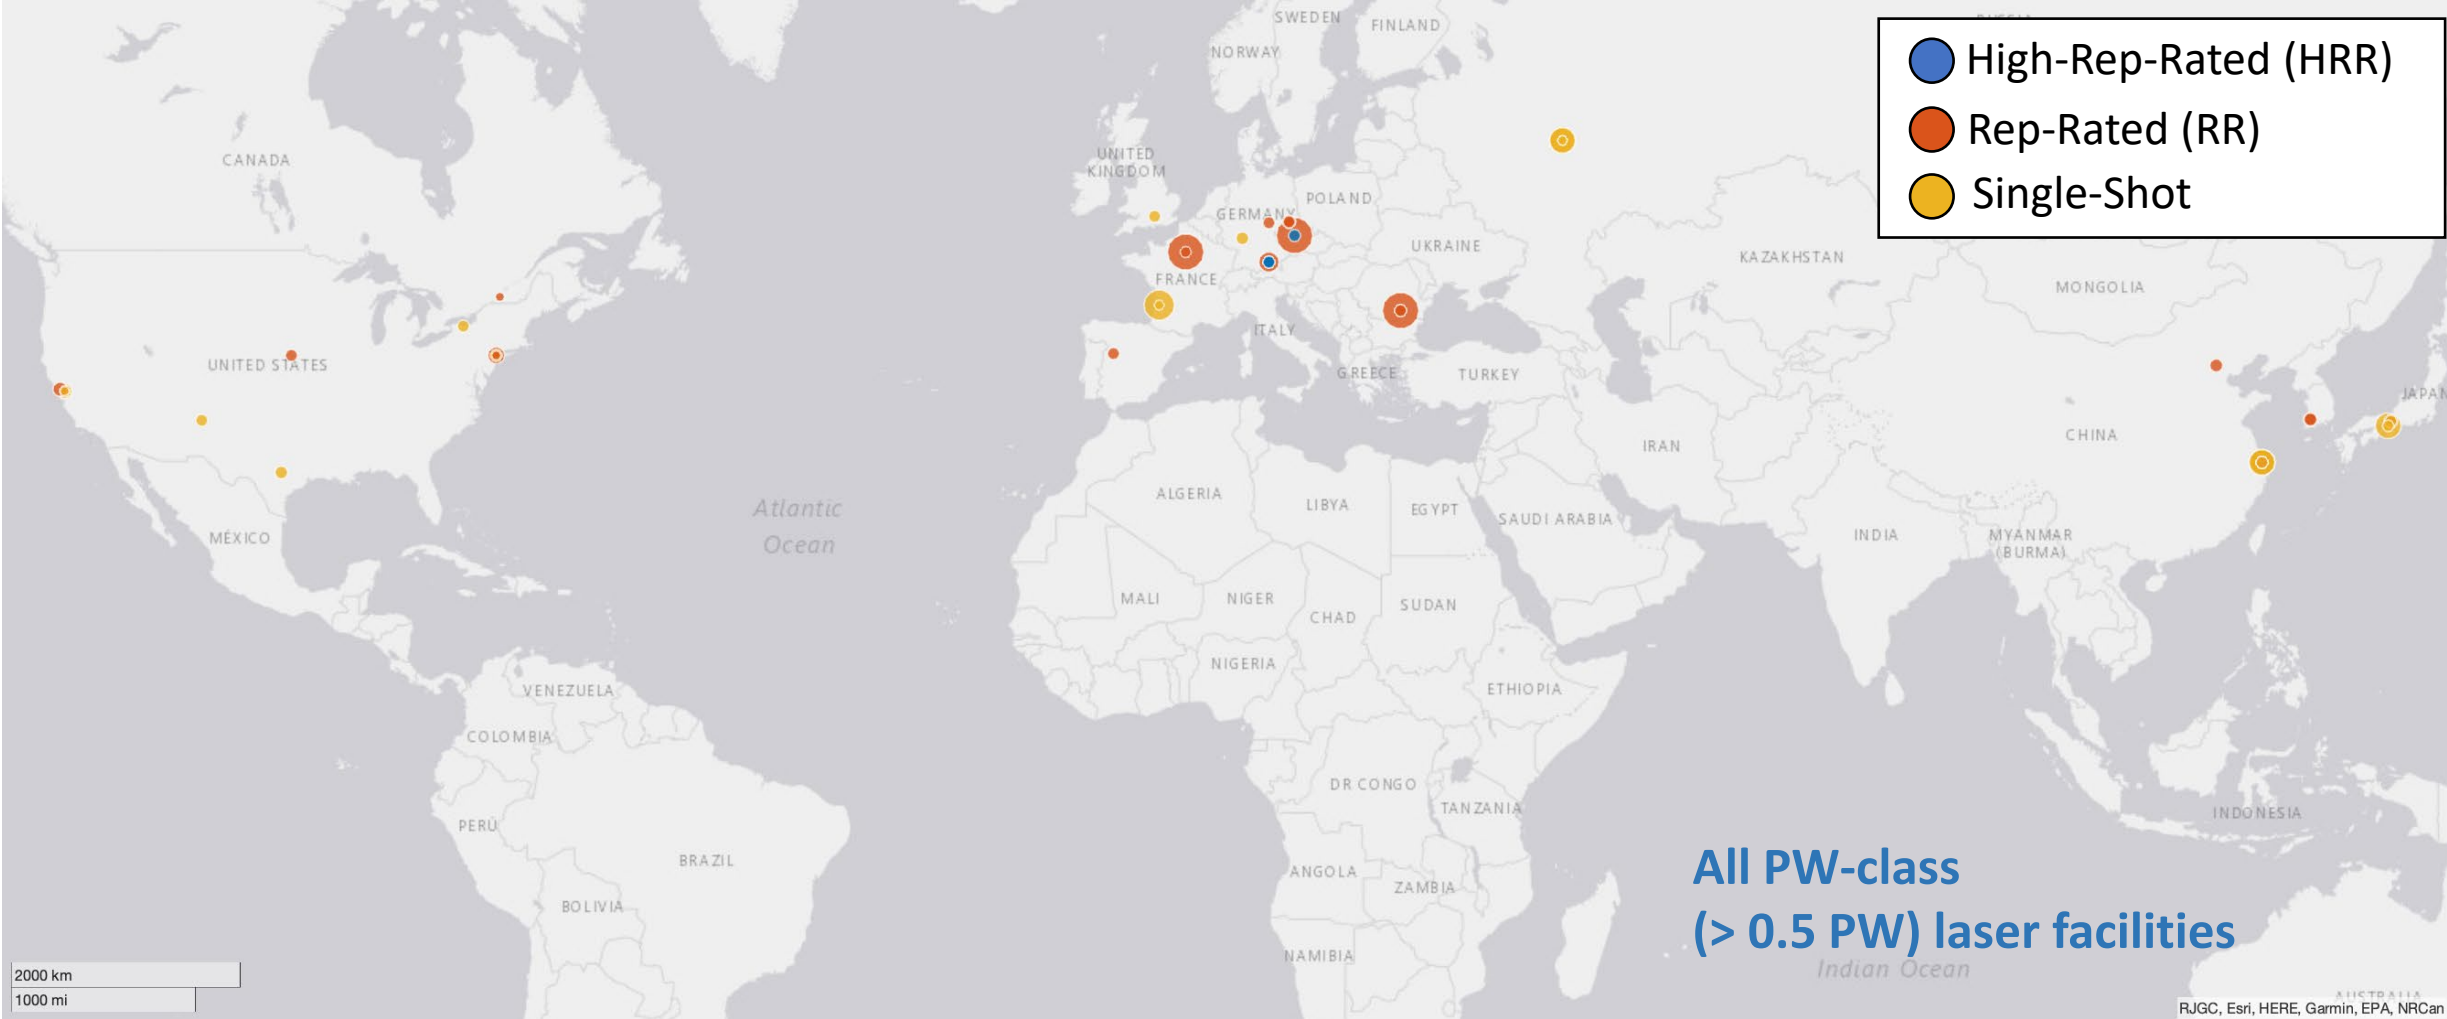 SWEDEN
FINLAND
NORWAY
High-Rep-Rated (HRR)
Rep-Rated (RR)
Single-Shot
CANADA
UNITED
KINGDOM
POLAND
GERMANY
UKRAINE
KAZAKHSTAN
FRANCE
MONGOLIA
ITALY
UNITED STATES
GREECE
TURKEY
JAPAN
CHINA
IRAN
ALGERIA
LIBYA
EGYPT
SAUDI ARABIA
Atlantic
Ocean
MÉXICO
INDIA
MYANMAR
(BURMA)
MALI
NIGER
CHAD
SUDAN
NIGERIA
VENEZUELA
ETHIOPIA
COLOMBIA
DR CONGO
TANZANIA
INDONESIA
PERÚ
BRAZIL
ANGOLA
ZAMBIA
All PW-class
(> 0.5 PW) laser facilities
BOLIVIA
NAMIBIA
Indian Ocean
2000 km
1000 mi
AUSTRALIA
RJGC, Esri, HERE, Garmin, EPA, NRCan